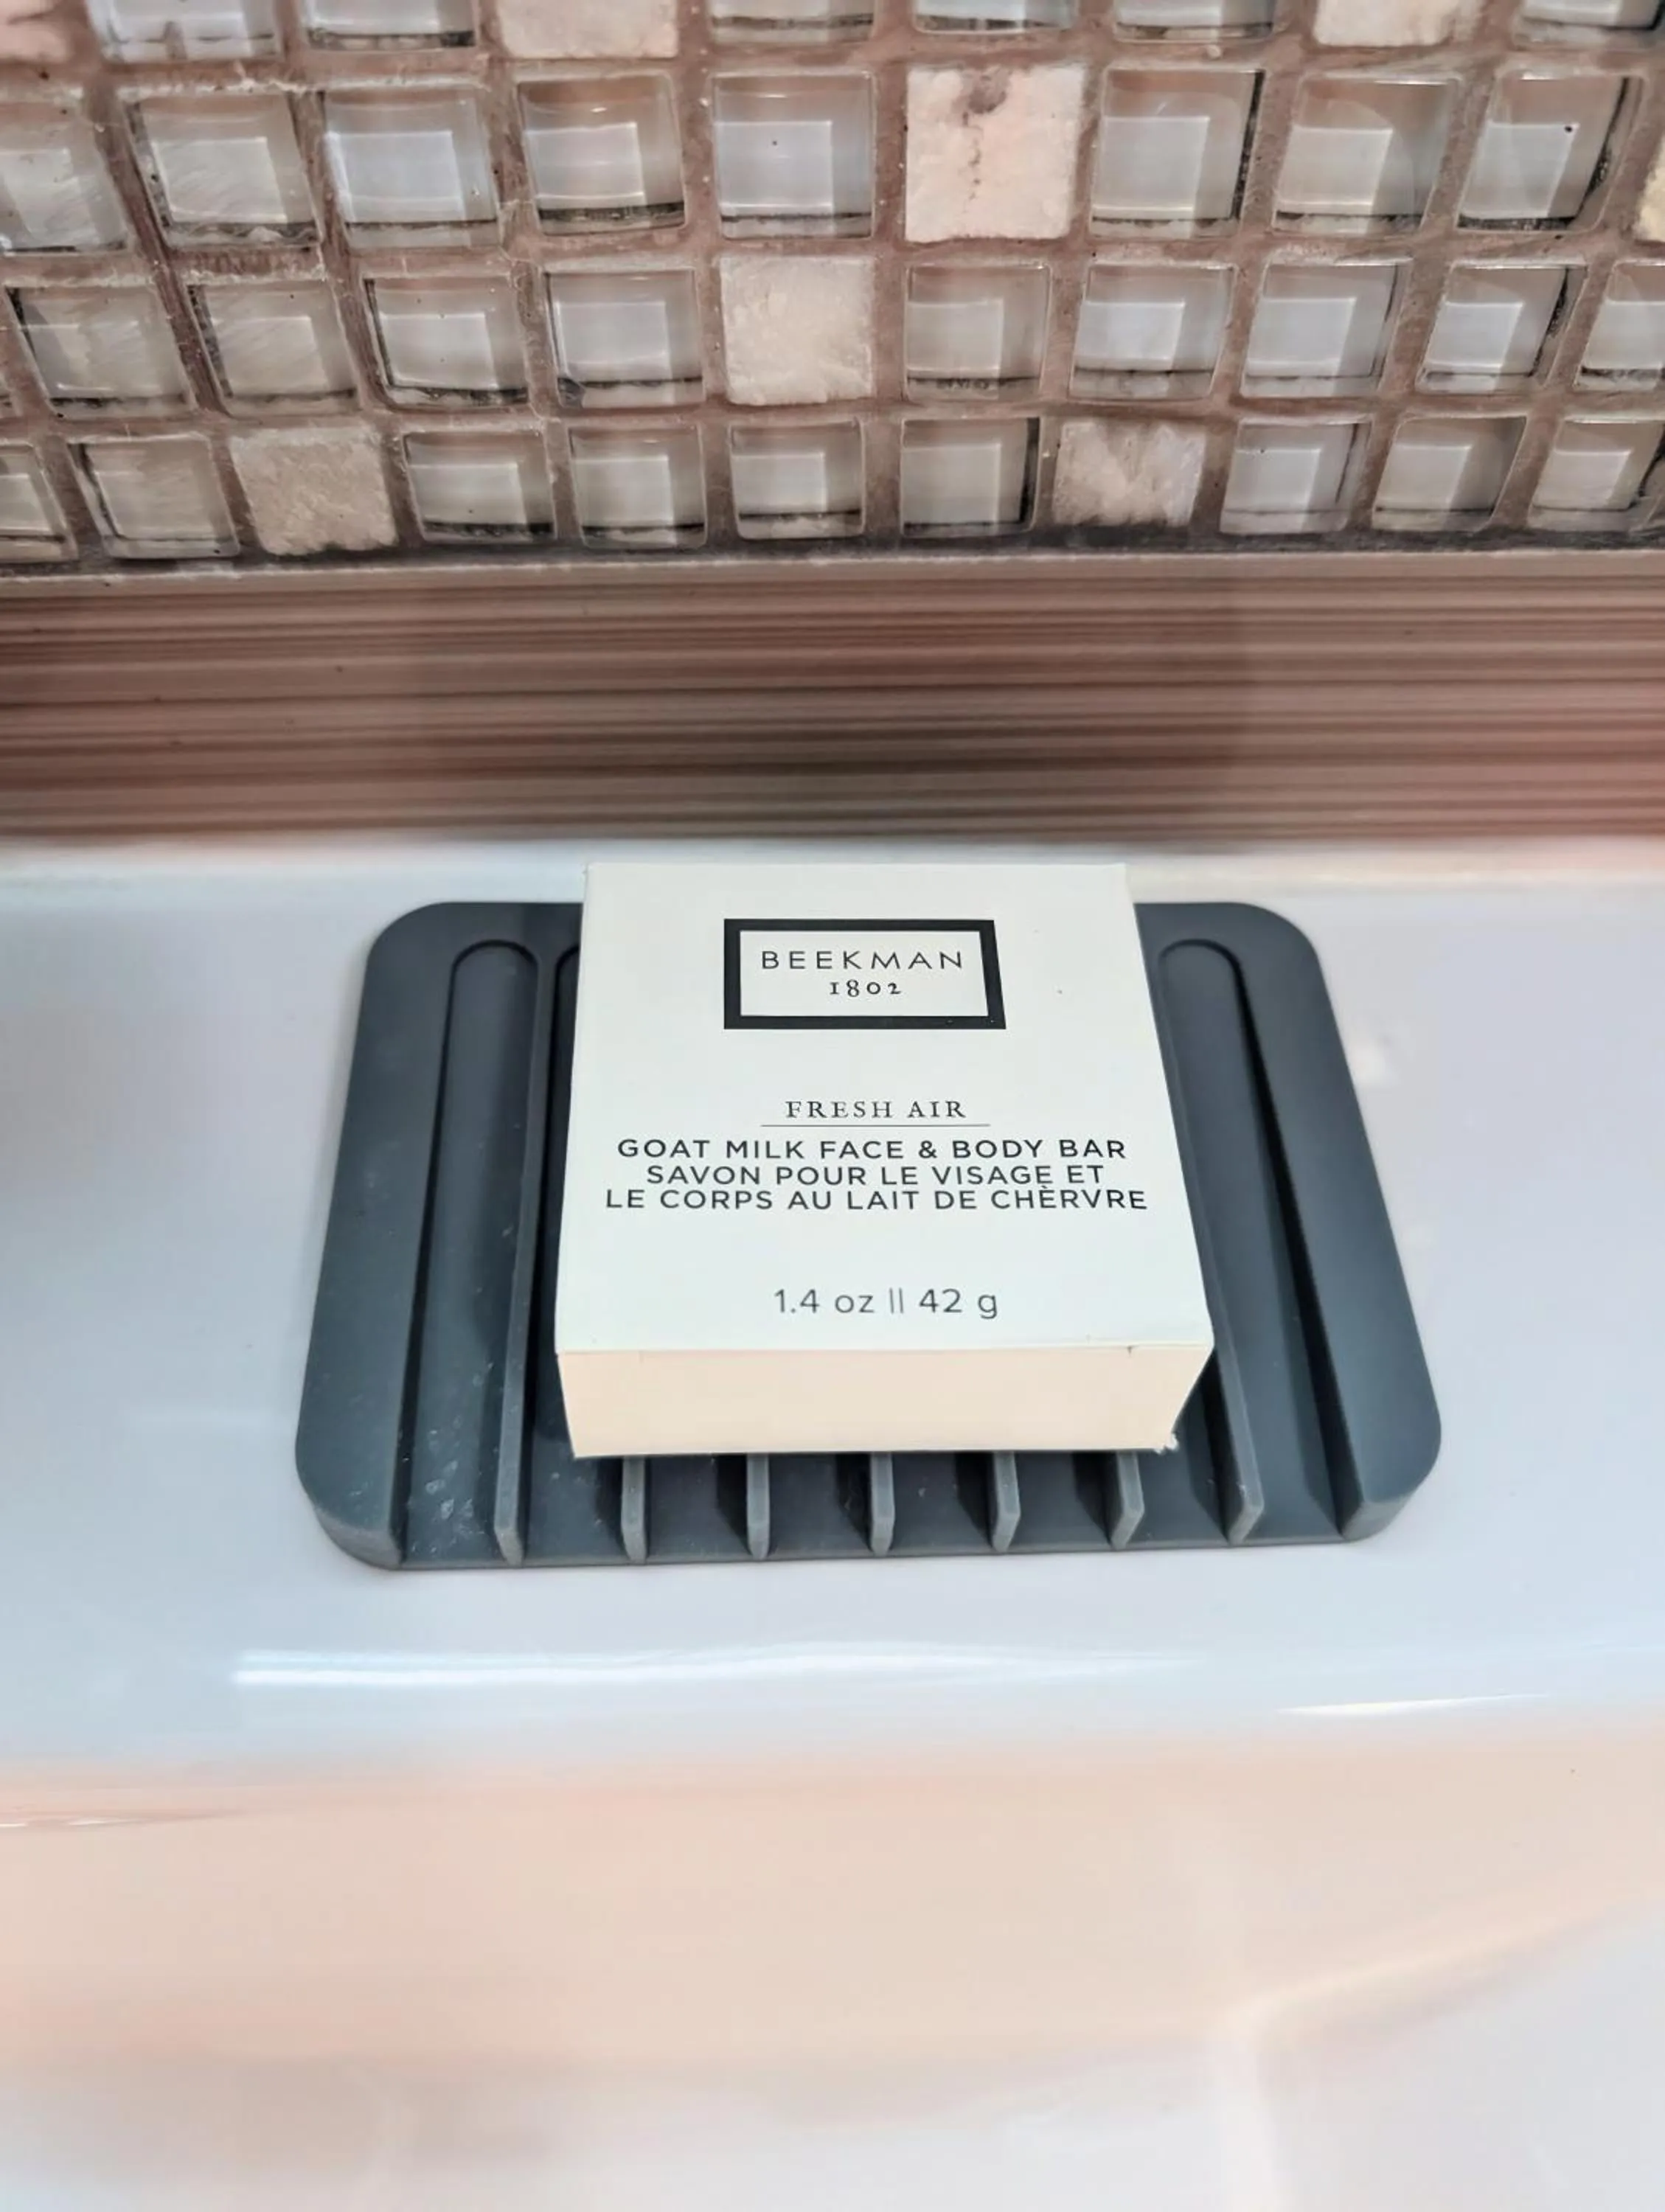 BEEKMAN
1802
FRESH AIR
GOAT MILK FACE & BODY BAR
SAVON POUR LE VISAGE ET
LE CORPS AU LAIT DE CHÈRVRE
1.4 oz || 42 g